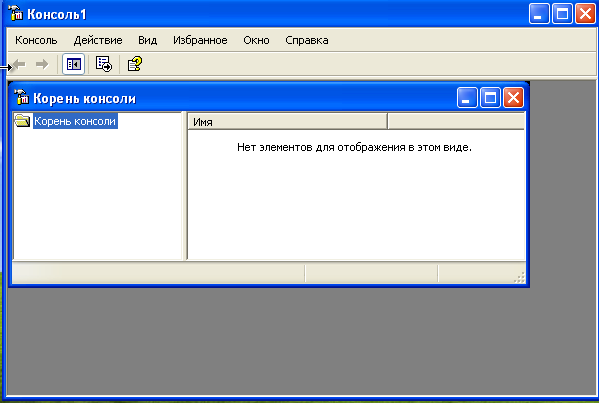 Консоль1
Консоль Действие Вид Избранное Окно Справка
Корень консоли
Корень консоли
Имя
Нет элементов для отображения в этом виде.